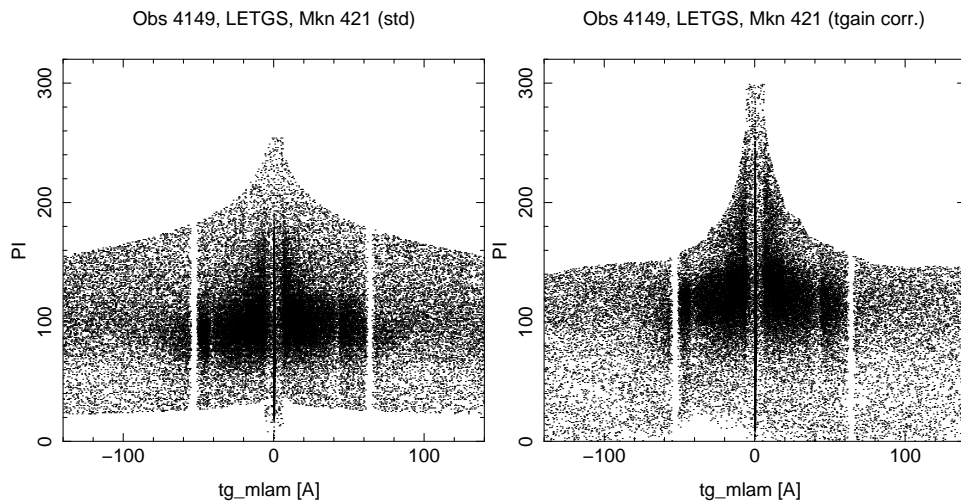 Obs 4149, LETGS, Mkn 421 (std)
Obs 4149, LETGS, Mkn 421 (tgain corr.)
300
200
100
0
PI
−100
0
100
tg_mlam [A]
300
200
100
0
PI
−100
0
100
tg_mlam [A]